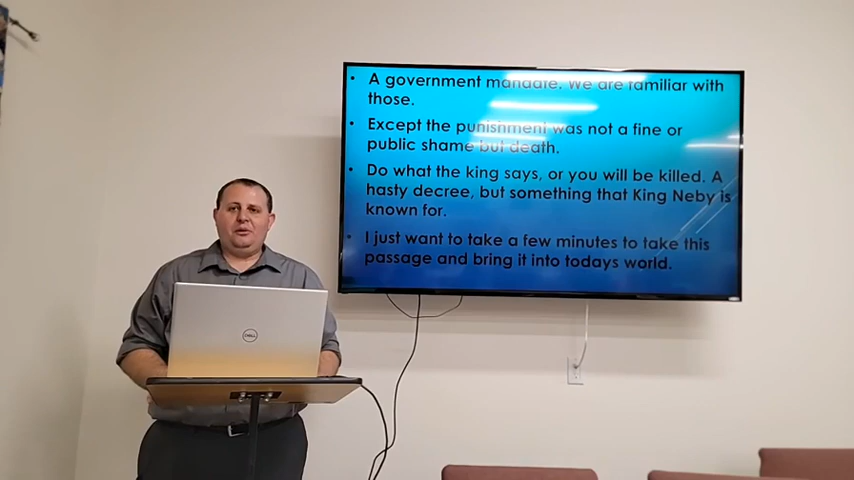 • A government mandate. We are familiar with
those.
• Except the punishment was not a fine or
public shame but death.
• Do what the king says, or you will be killed. A
hasty decree, but something that King Neby is
known for.
• I just want to take a few minutes to take this
passage and bring it into todays world.
DELL